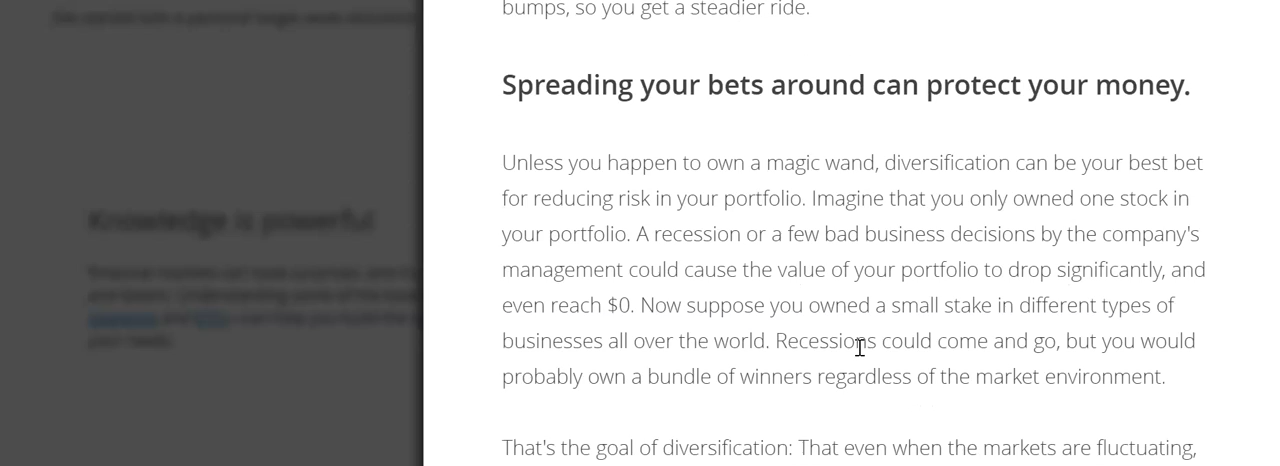 bumps, so you get a steadier ride.
Spreading your bets around can protect your money.
Unless you happen to own a magic wand, diversification can be your best bet
for reducing risk in your portfolio. Imagine that you only owned one stock in
your portfolio. A recession or a few bad business decisions by the company's
management could cause the value of your portfolio to drop significantly, and
even reach $0. Now suppose you owned a small stake in different types of
businesses all over the world. Recessions could come and go, but you would
probably own a bundle of winners regardless of the market environment.
That's the goal of diversification: That even when the markets are fluctuating,
Knowledge is powerful